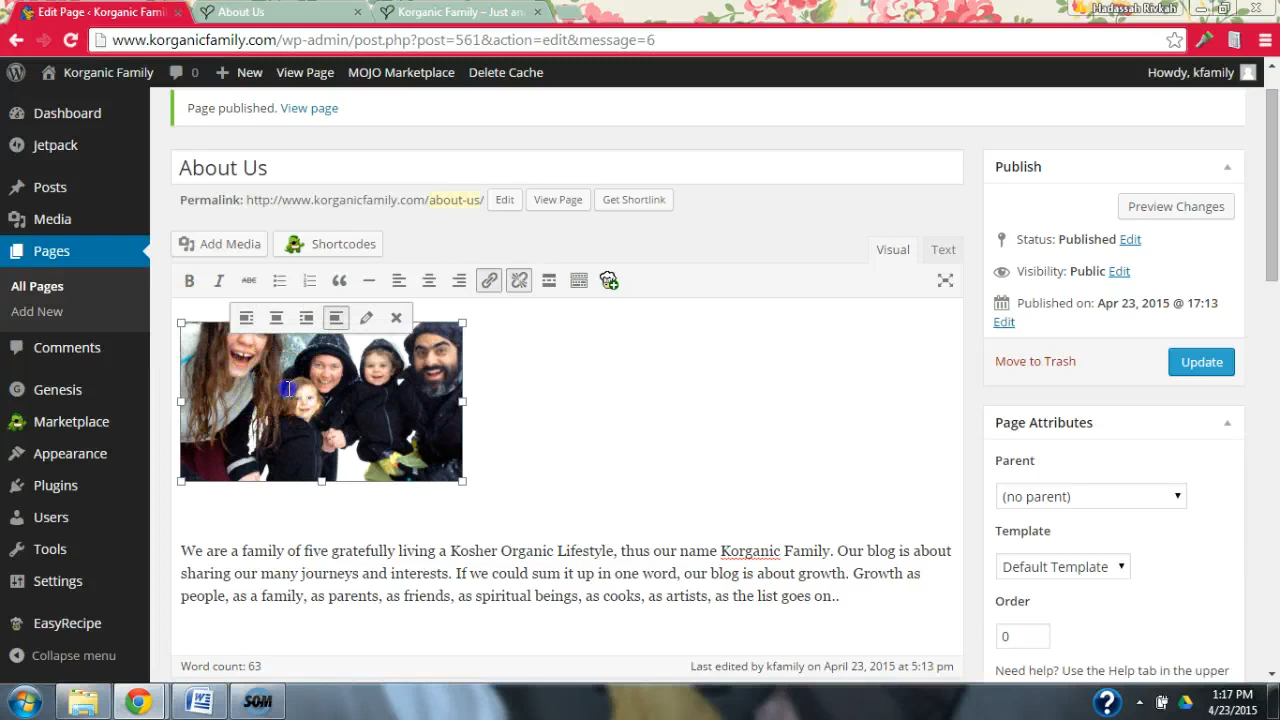 Edit Page ‹ Korganic Famil
About Us
Korganic Family – Just an
Hadassah Rivkah
www.korganicfamily.com/wp-admin/post.php?post=561&action=edit&message=6
Korganic Family
0
New
View Page
MOJO Marketplace
Delete Cache
Howdy, kfamily
Dashboard
Jetpack
Posts
Media
Pages
All Pages
Add New
Comments
Genesis
Marketplace
Appearance
Plugins
Users
Tools
Settings
EasyRecipe
Collapse menu
Page published. View page
About Us
Permalink: http://www.korganicfamily.com/about-us/ Edit View Page Get Shortlink
Add Media
Shortcodes
Visual
Text
B I ABC
We are a family of five gratefully living a Kosher Organic Lifestyle, thus our name Korganic Family. Our blog is about
sharing our many journeys and interests. If we could sum it up in one word, our blog is about growth. Growth as
people, as a family, as parents, as friends, as spiritual beings, as cooks, as artists, as the list goes on..
Word count: 63
Last edited by kfamily on April 23, 2015 at 5:13 pm
Publish
Preview Changes
Status: Published Edit
Visibility: Public Edit
Published on: Apr 23, 2015 @ 17:13
Edit
Move to Trash
Update
Page Attributes
Parent
(no parent)
Template
Default Template
Order
0
Need help? Use the Help tab in the upper
SOM
1:17 PM
4/23/2015